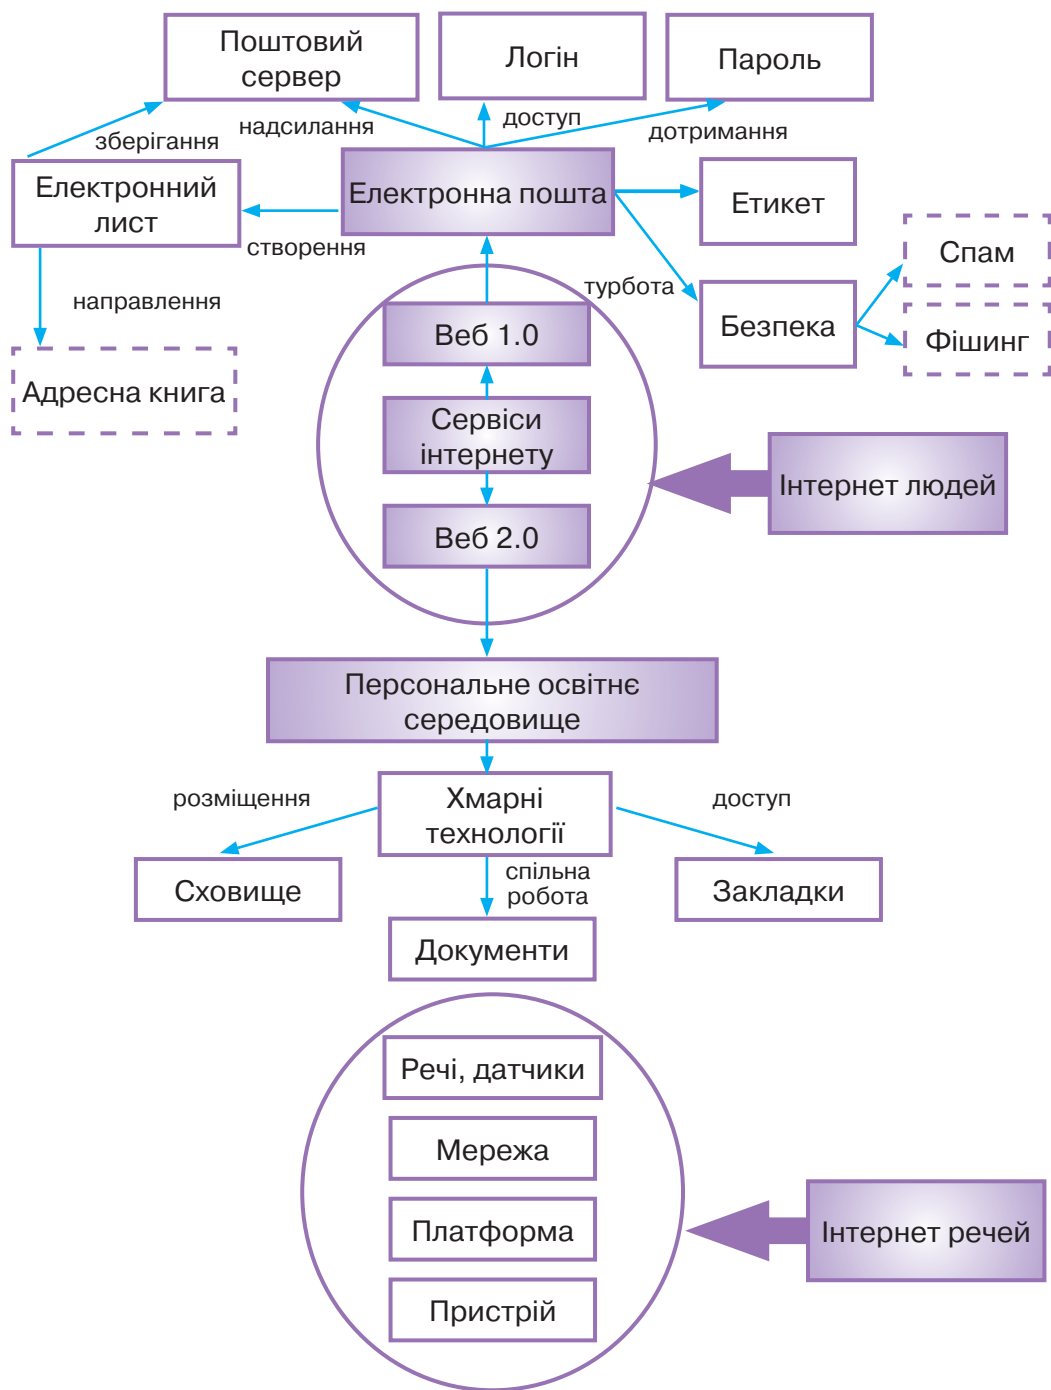 Поштовий
сервер
Логін
Пароль
надсилання
доступ
дотримання
зберігання
Електронний
лист
Електронна пошта
Етикет
створення
Спам
направлення
турбота
Безпека
Фішинг
Веб 1.0
Адресна книга
Сервіси
інтернету
Інтернет людей
Веб 2.0
Персональне освітнє
середовище
розміщення
Хмарні
технології
доступ
Сховище
спільна
робота
Закладки
Документи
Речі, датчики
Мережа
Платформа
Інтернет речей
Пристрій